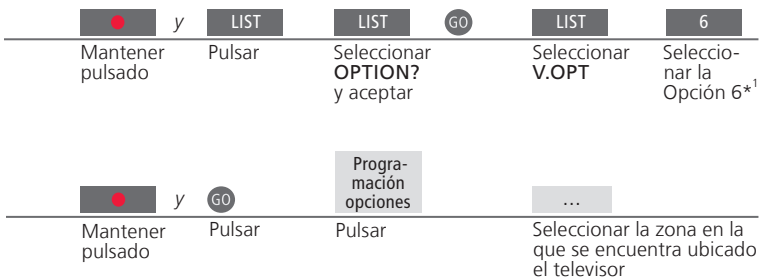 y LIST LIST GO LIST 6
Mantener pulsado
Pulsar
Seleccionar OPTION? y aceptar
Seleccionar V.OPT
Seleccio-
nar la
Opción 6*1
Progra-
mación
opciones
y GO ...
Mantener pulsado
Pulsar
Pulsar
Seleccionar la zona en la
que se encuentra ubicado
el televisor